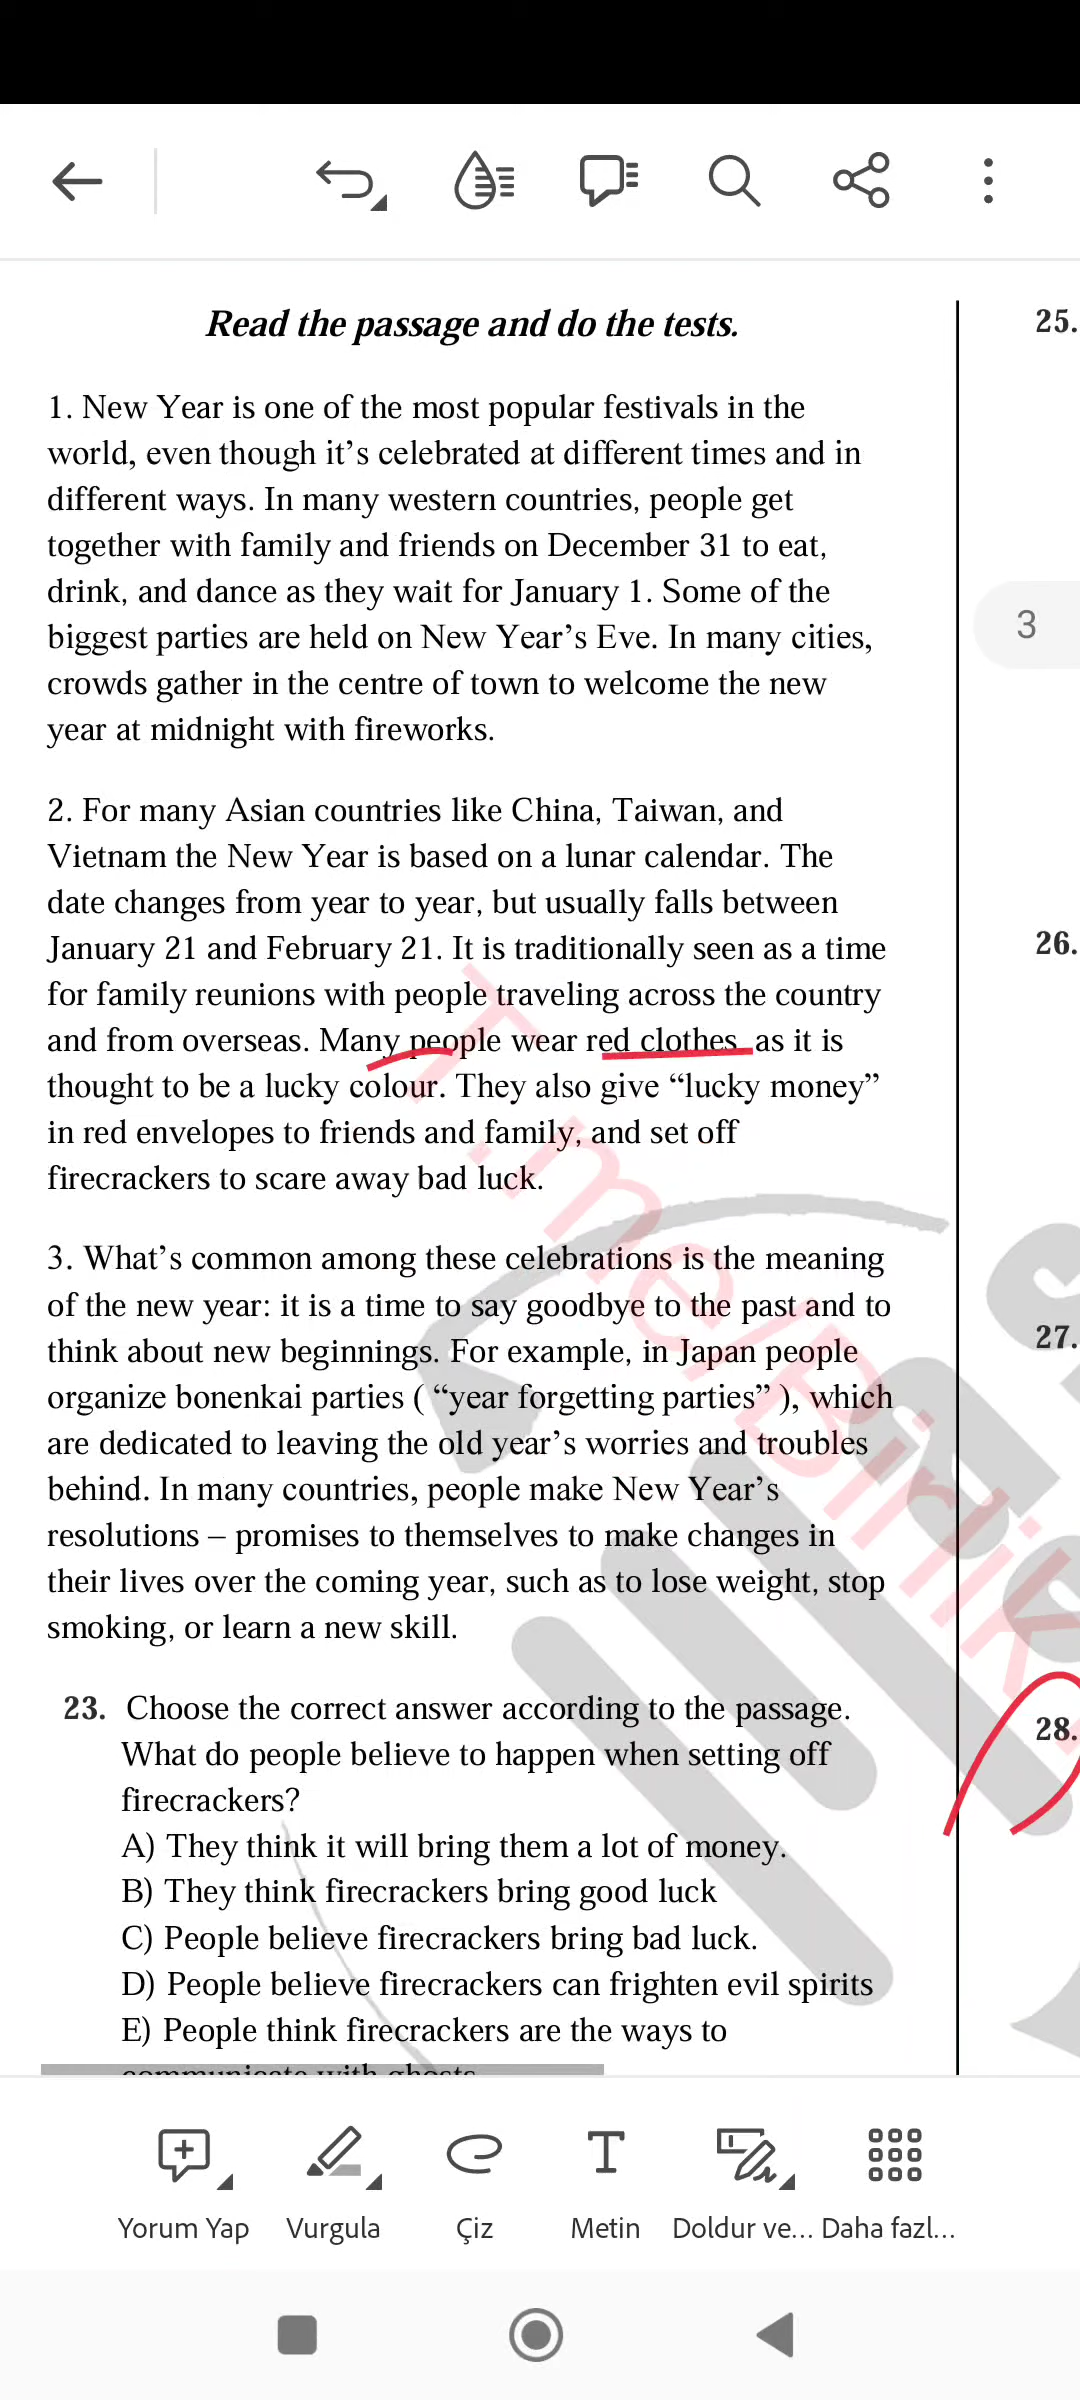 Read the passage and do the tests.
25.
1. New Year is one of the most popular festivals in the
world, even though it's celebrated at different times and in
different ways. In many western countries, people get
together with family and friends on December 31 to eat,
drink, and dance as they wait for January 1. Some of the
biggest parties are held on New Year's Eve. In many cities,
crowds gather in the centre of town to welcome the new
year at midnight with fireworks.
3
2. For many Asian countries like China, Taiwan, and
Vietnam the New Year is based on a lunar calendar. The
date changes from year to year, but usually falls between
January 21 and February 21. It is traditionally seen as a time
for family reunions with people traveling across the country
and from overseas. Many people wear red clothes as it is
thought to be a lucky colour. They also give “lucky money”
in red envelopes to friends and family, and set off
firecrackers to scare away bad luck.
26.
3. What's common among these celebrations is the meaning
of the new year: it is a time to say goodbye to the past and to
think about new beginnings. For example, in Japan people
organize bonenkai parties ( “year forgetting parties” ), which
are dedicated to leaving the old year's worries and troubles
behind. In many countries, people make New Year's
resolutions – promises to themselves to make changes in
their lives over the coming year, such as to lose weight, stop
smoking, or learn a new skill.
27.
23. Choose the correct answer according to the passage.
What do people believe to happen when setting off
firecrackers?
A) They think it will bring them a lot of money.
B) They think firecrackers bring good luck
C) People believe firecrackers bring bad luck.
D) People believe firecrackers can frighten evil spirits
E) People think firecrackers are the ways to
communicate with ghosts
28.
T.me/Birlik
Yorum Yap
Vurgula
Çiz
Metin
Doldur ve...
Daha fazl...